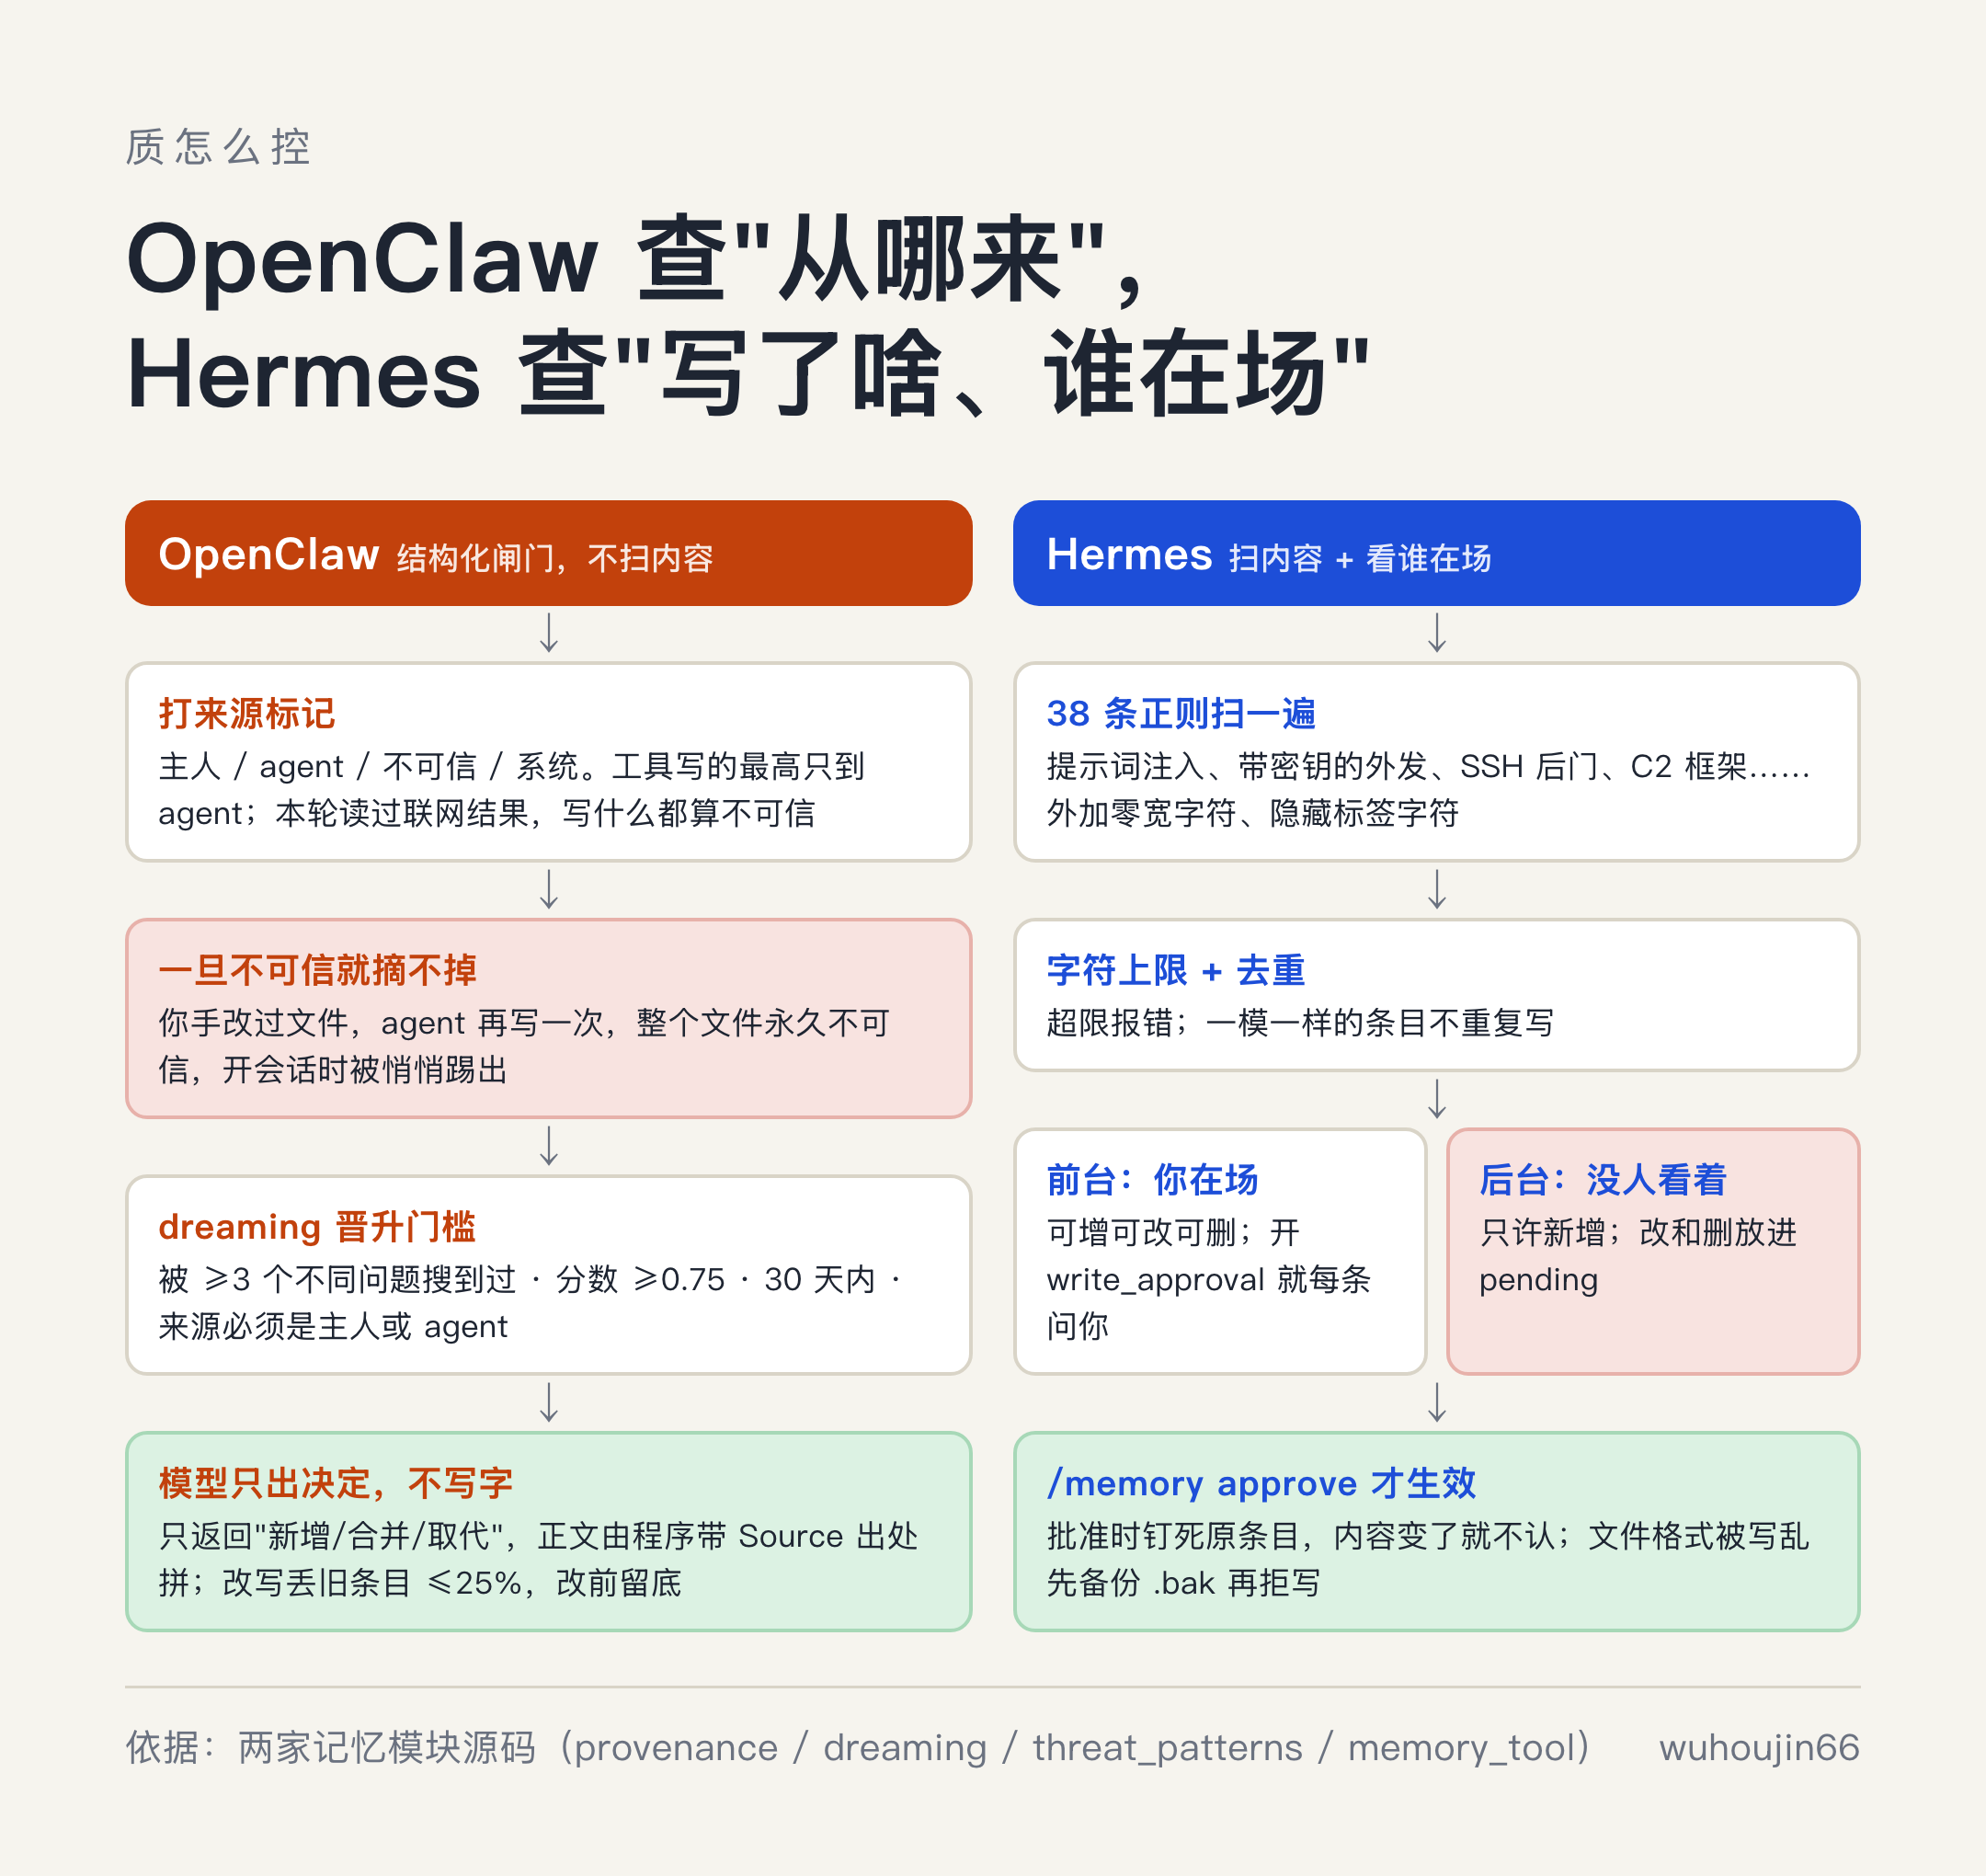 质怎么控
OpenClaw 查"从哪来"，
Hermes 查"写了啥、谁在场"
OpenClaw 结构化闸门，不扫内容
打来源标记
主人 / agent / 不可信 / 系统。工具写的最高只到
agent；本轮读过联网结果，写什么都算不可信
一旦不可信就摘不掉
你手改过文件，agent 再写一次，整个文件永久不可
信，开会话时被悄悄踢出
dreaming 晋升门槛
被 ≥3 个不同问题搜到过 · 分数 ≥0.75 · 30 天内 ·
来源必须是主人或 agent
模型只出决定，不写字
只返回"新增/合并/取代"，正文由程序带 Source 出处
拼；改写丢旧条目 ≤25%，改前留底
Hermes 扫内容 + 看谁在场
38 条正则扫一遍
提示词注入、带密钥的外发、SSH 后门、C2 框架……
外加零宽字符、隐藏标签字符
字符上限 + 去重
超限报错；一模一样的条目不重复写
前台：你在场
可增可改可删；开
write_approval 就每条
问你
后台：没人看着
只许新增；改和删放进
pending
/memory approve 才生效
批准时钉死原条目，内容变了就不认；文件格式被写乱
先备份 .bak 再拒写
依据：两家记忆模块源码（provenance / dreaming / threat_patterns / memory_tool）
wuhoujin66